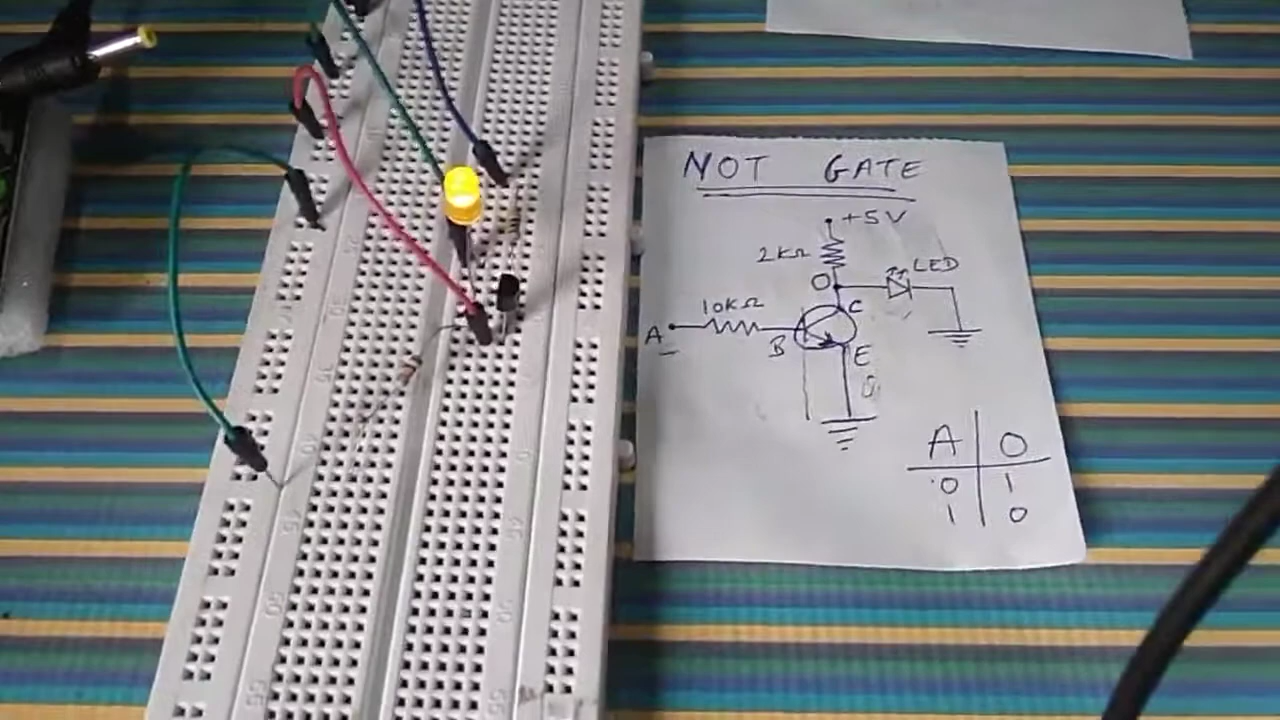 NOT GATE
+5V
2KΩ
O
LED
10KΩ
C
A
B
E
A O
0 1
1 0